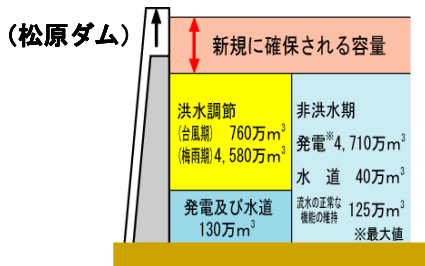 (松原ダム)
新規に確保される容量
洪水調節
(台風期) 760万m³
(梅雨期) 4,580万m³
発電及び水道
130万m³
非洪水期
発電※4,710万m³
水道 40万m³
流水の正常な
機能の維持 125万m³
※最大値